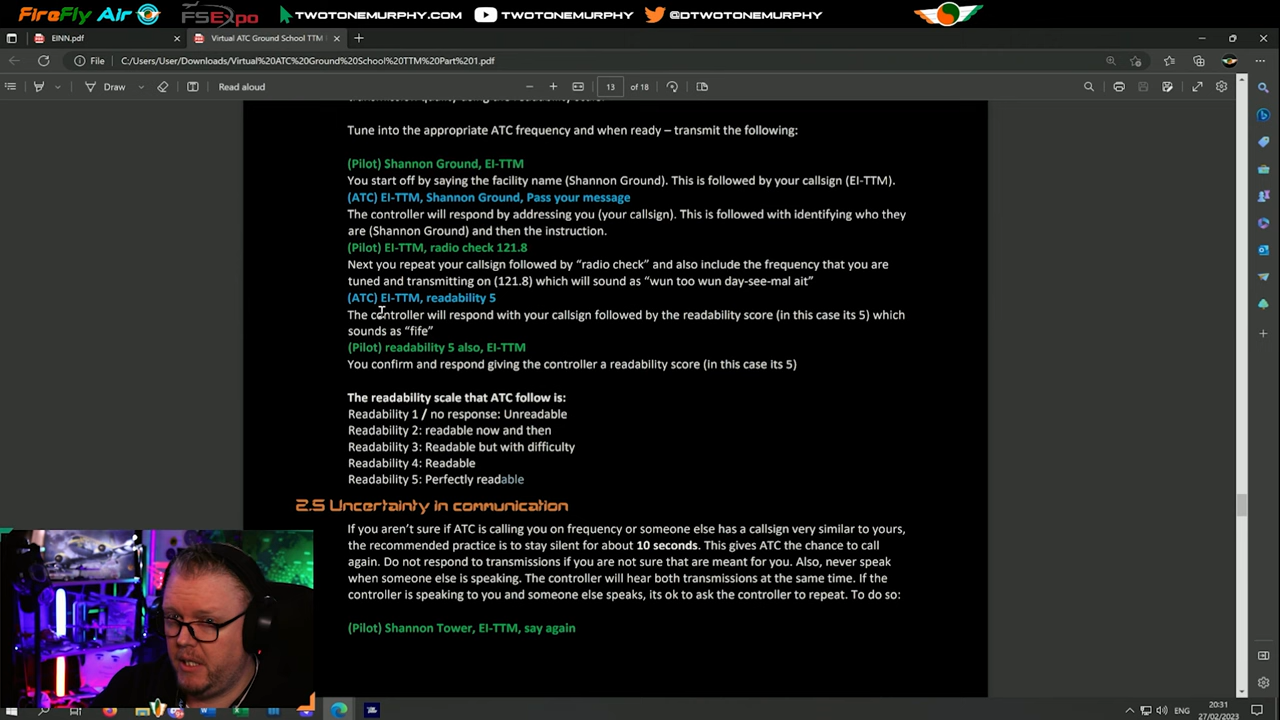 FireFly Air
FSExpo
TWOTONEMURPHY.COM
TWOTONEMURPHY
@DTWOTONEMURPHY
EINN.pdf
Virtual ATC Ground School TTM
File
C:/Users/User/Downloads/Virtual%20ATC%20Ground%20School%20TTM%20Part%201.pdf
Draw
Read aloud
13
of 18
Tune into the appropriate ATC frequency and when ready – transmit the following:
(Pilot) Shannon Ground, EI-TTM
You start off by saying the facility name (Shannon Ground). This is followed by your callsign (EI-TTM).
(ATC) EI-TTM, Shannon Ground, Pass your message
The controller will respond by addressing you (your callsign). This is followed with identifying who they
are (Shannon Ground) and then the instruction.
(Pilot) EI-TTM, radio check 121.8
Next you repeat your callsign followed by “radio check” and also include the frequency that you are
tuned and transmitting on (121.8) which will sound as “wun too wun day-see-mal ait”
(ATC) EI-TTM, readability 5
The controller will respond with your callsign followed by the readability score (in this case its 5) which
sounds as “fife”
(Pilot) readability 5 also, EI-TTM
You confirm and respond giving the controller a readability score (in this case its 5)
The readability scale that ATC follow is:
Readability 1 / no response: Unreadable
Readability 2: readable now and then
Readability 3: Readable but with difficulty
Readability 4: Readable
Readability 5: Perfectly readable
2.5 Uncertainty in communication
If you aren’t sure if ATC is calling you on frequency or someone else has a callsign very similar to yours,
the recommended practice is to stay silent for about 10 seconds. This gives ATC the chance to call
again. Do not respond to transmissions if you are not sure that are meant for you. Also, never speak
when someone else is speaking. The controller will hear both transmissions at the same time. If the
controller is speaking to you and someone else speaks, its ok to ask the controller to repeat. To do so:
(Pilot) Shannon Tower, EI-TTM, say again
ENG
20:31
27/02/2023